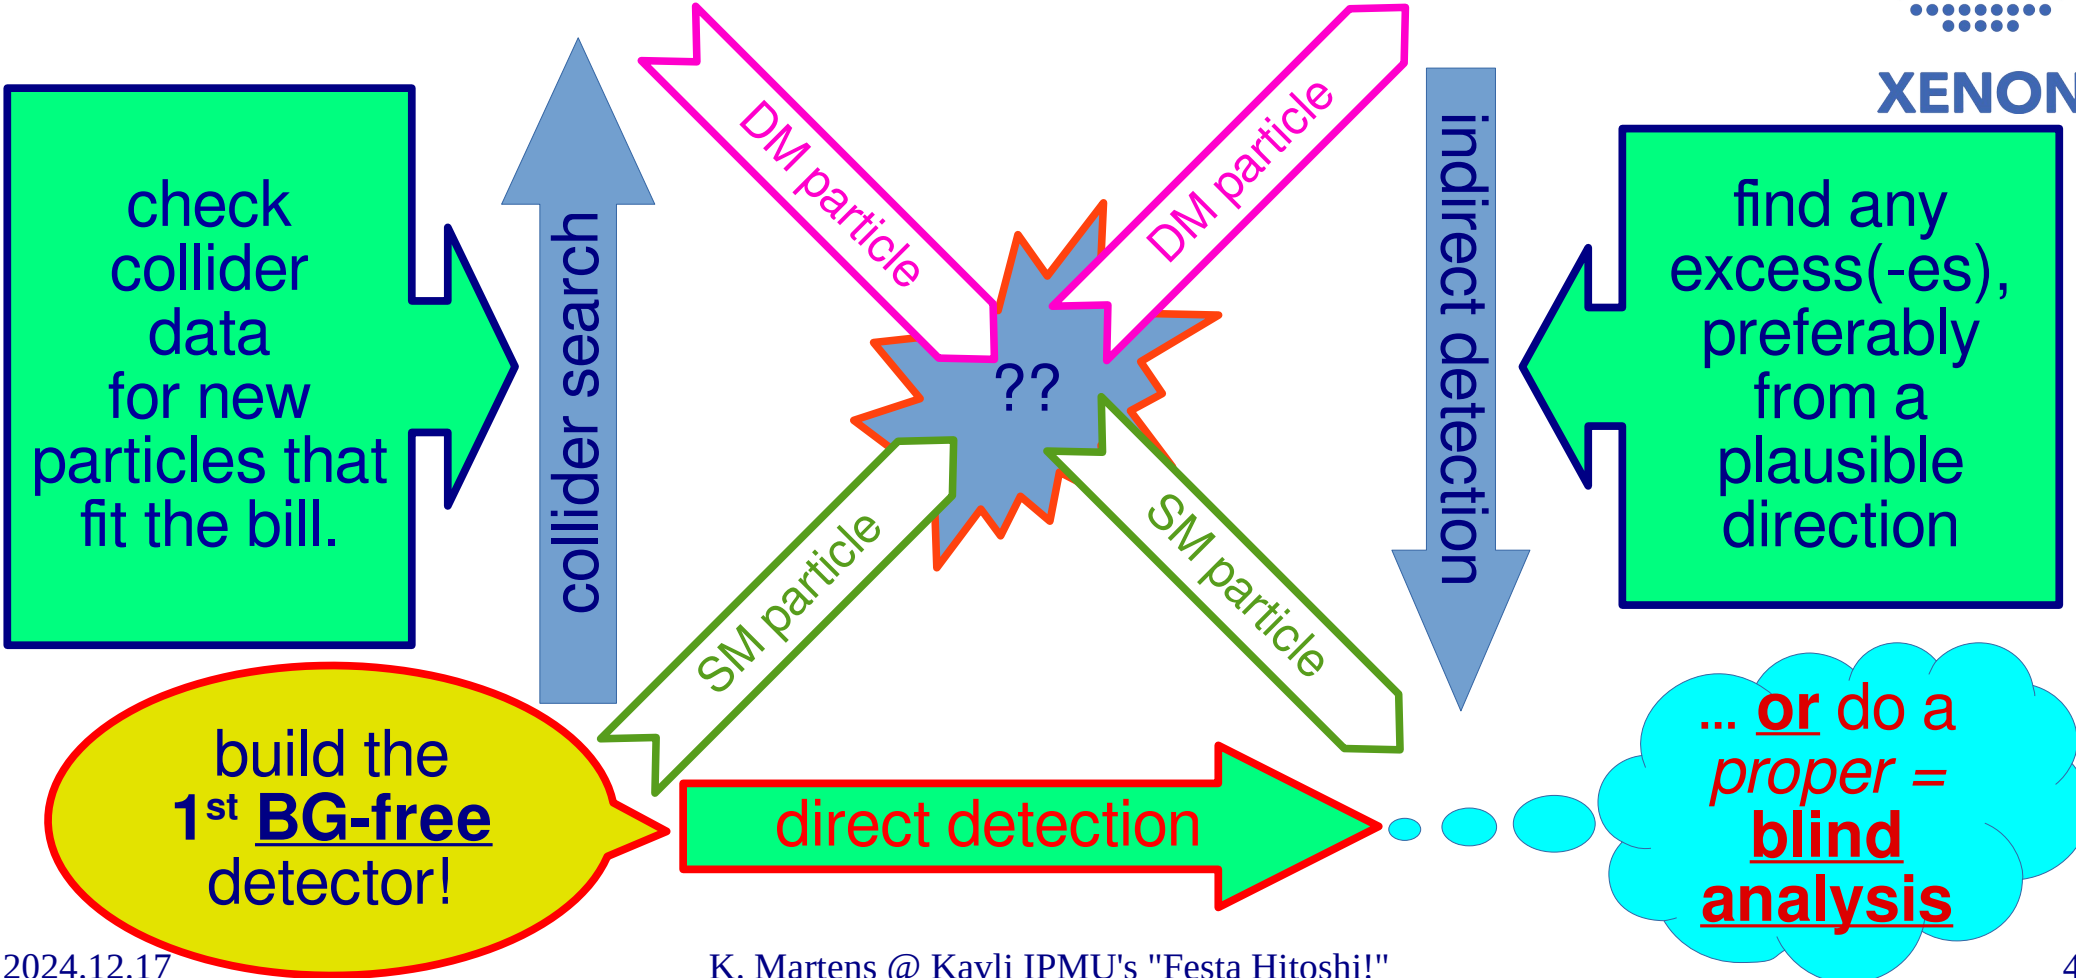 XENON
check
collider
data
for new
particles that
fit the bill.
collider search
DM particle
DM particle
??
SM particle
SM particle
indirect detection
find any
excess(-es),
preferably
from a
plausible
direction
build the
1st BG-free
detector!
direct detection
... or do a
proper =
blind
analysis
2024.12.17
K. Martens @ Kavli IPMU's "Festa Hitoshi!"
4